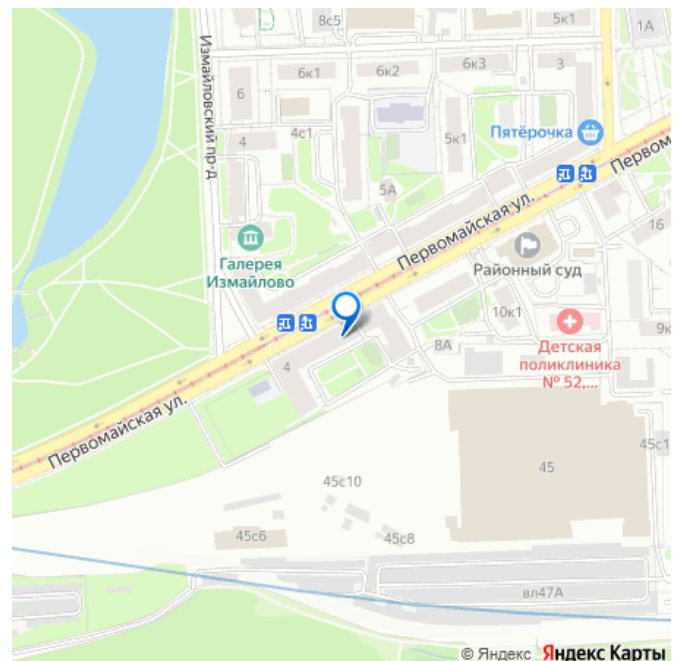 8с5
5к1
1А
Измайловский пр-д
6к1
6к2
6к3
3
6
4с1
Пятёрочка
4
5к1
5А
Первомайская ул.
Первом
16
Галерея
Измайлово
Районный суд
10к1
9к
8А
Детская
поликлиника
№ 52,...
4
Первомайская ул.
45
45с1
45с10
45с6
45с8
вл47А
© Яндекс Яндекс Карты